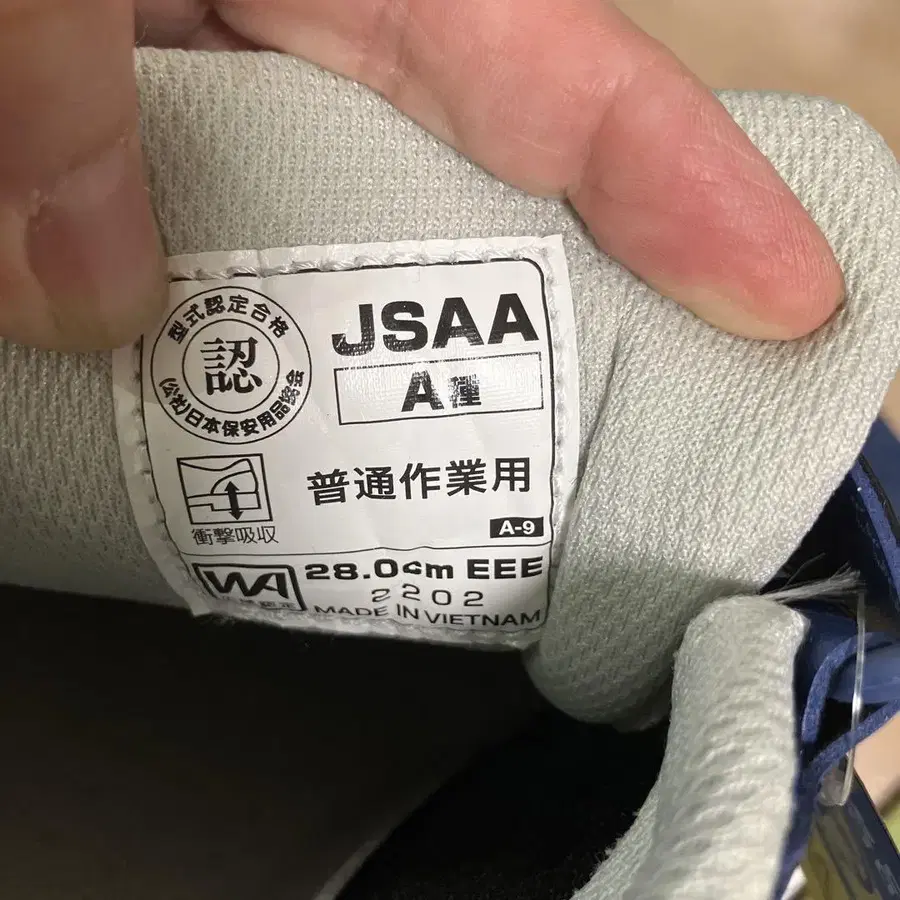 型式認定合格
認
(公社)日本保安用品協会
JSAA
A種
普通作業用
衝撃吸収
A-9
WA
28.0cm EEE
2202
MADE IN VIETNAM